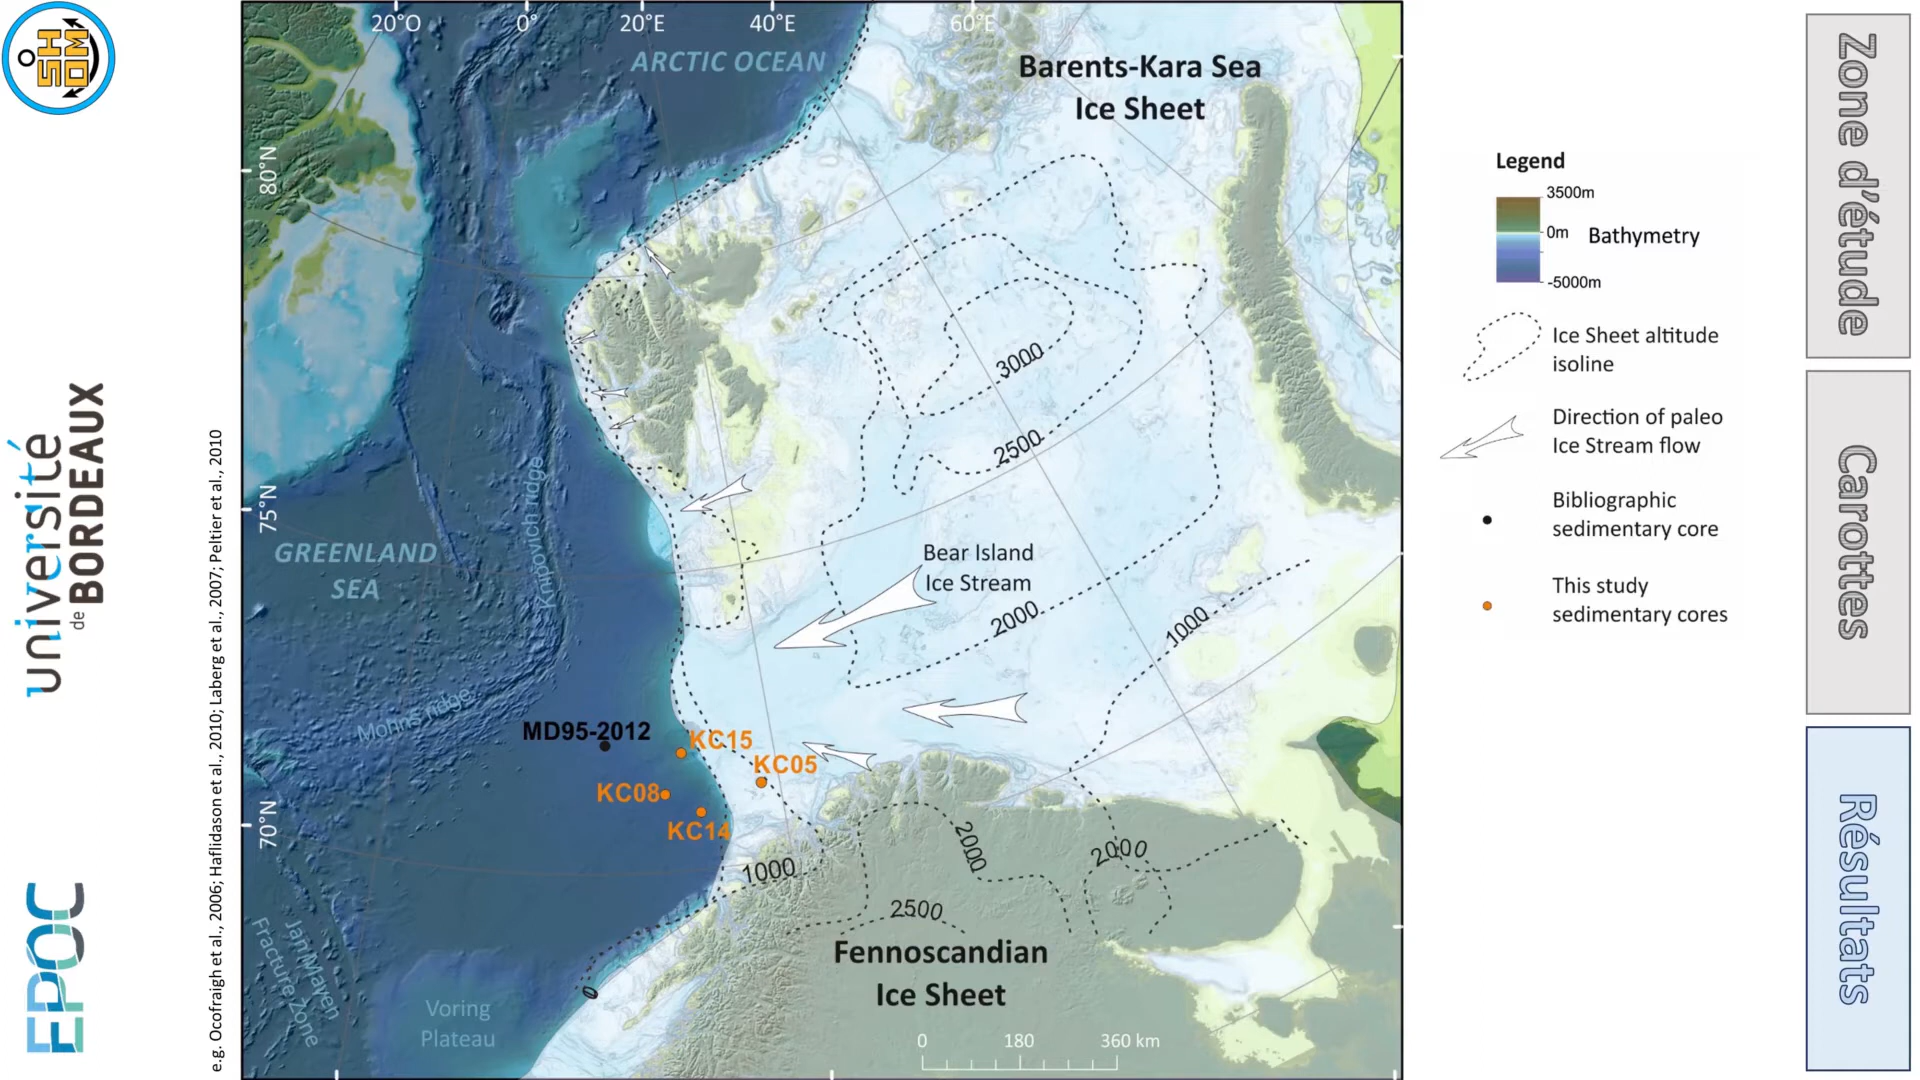 SHOM
université
de BORDEAUX
EPOC
e.g. Ocofraigh et al., 2006; Haflidason et al., 2010; Laberg et al., 2007; Peltier et al., 2010
20°O
0°
20°E
40°E
60°E
80°N
75°N
70°N
ARCTIC OCEAN
Barents-Kara Sea
Ice Sheet
3000
2500
GREENLAND
SEA
Knipovich ridge
Bear Island
Ice Stream
2000
1000
Mohns ridge
MD95-2012
KC15
KC05
KC08
KC14
1000
2000
2000
2500
Fennoscandian
Ice Sheet
0
Jan Mayen
Fracture Zone
Voring
Plateau
0
180
360 km
Legend
3500m
0m
Bathymetry
-5000m
Ice Sheet altitude
isoline
Direction of paleo
Ice Stream flow
Bibliographic
sedimentary core
This study
sedimentary cores
Zone d'étude
Carottes
Résultats